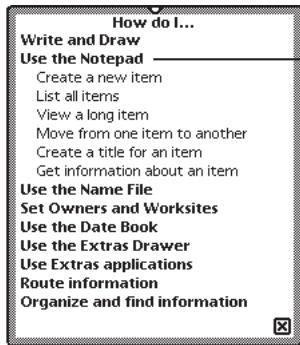 How do I...
Write and Draw
Use the Notepad
Create a new item
List all items
View a long item
Move from one item to another
Create a title for an item
Get information about an item
Use the Name File
Set Owners and Worksites
Use the Date Book
Use the Extras Drawer
Use Extras applications
Route information
Organize and find information